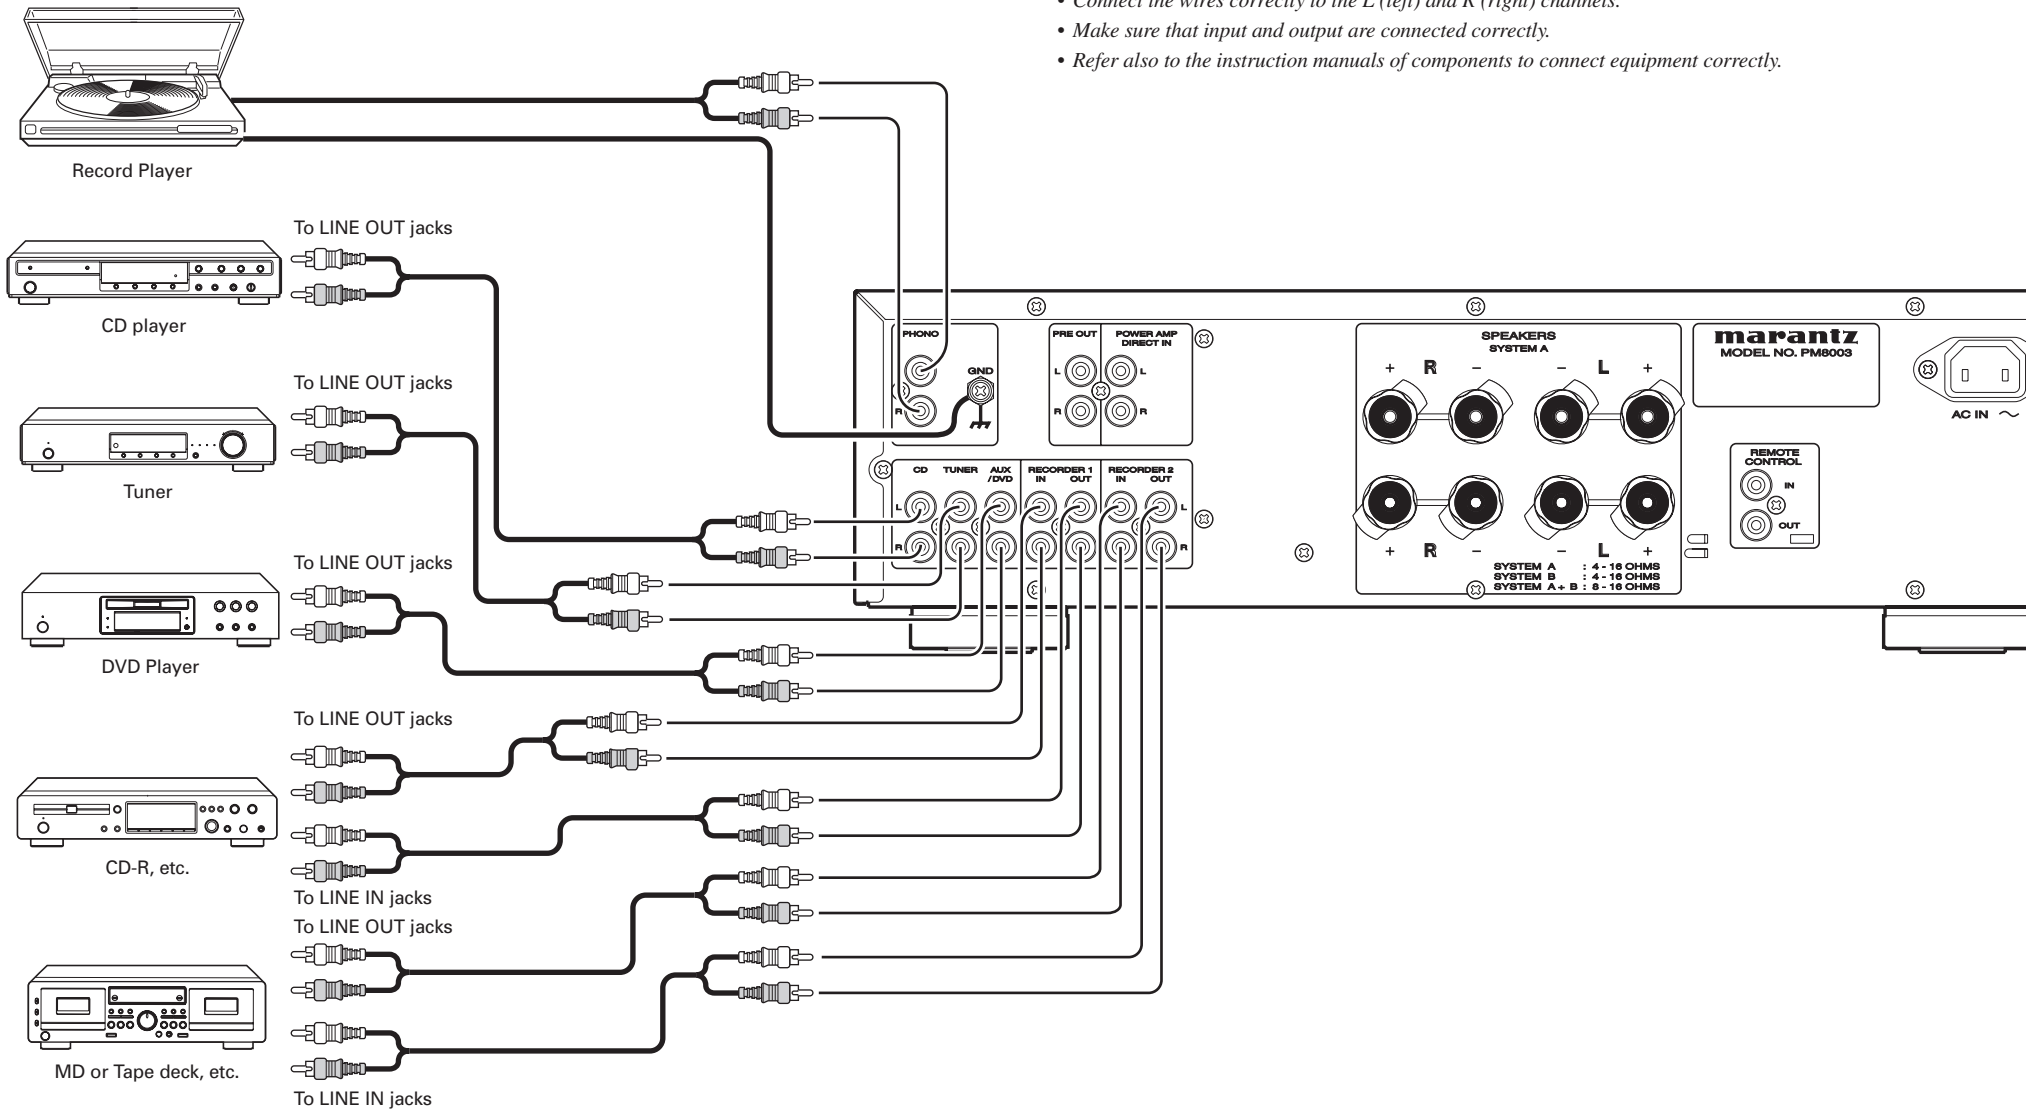 • Connect the wires correctly to the L (left) and R (right) channels.
• Make sure that input and output are connected correctly.
• Refer also to the instruction manuals of components to connect equipment correctly.
Record Player
To LINE OUT jacks
CD player
To LINE OUT jacks
Tuner
To LINE OUT jacks
DVD Player
To LINE OUT jacks
CD-R, etc.
To LINE IN jacks
To LINE OUT jacks
MD or Tape deck, etc.
To LINE IN jacks
PHONO
R
GND
PRE OUT
L
R
POWER AMP
DIRECT IN
L
R
CD
TUNER
AUX
/DVD
RECORDER 1
IN
OUT
RECORDER 2
IN
OUT
L
R
L
R
SPEAKERS
SYSTEM A
+ R − − L +
+ R − − L +
SYSTEM A : 4 - 16 OHMS
SYSTEM B : 4 - 16 OHMS
SYSTEM A + B : 8 - 16 OHMS
marantz
MODEL NO. PM8003
REMOTE
CONTROL
IN
OUT
AC IN ~